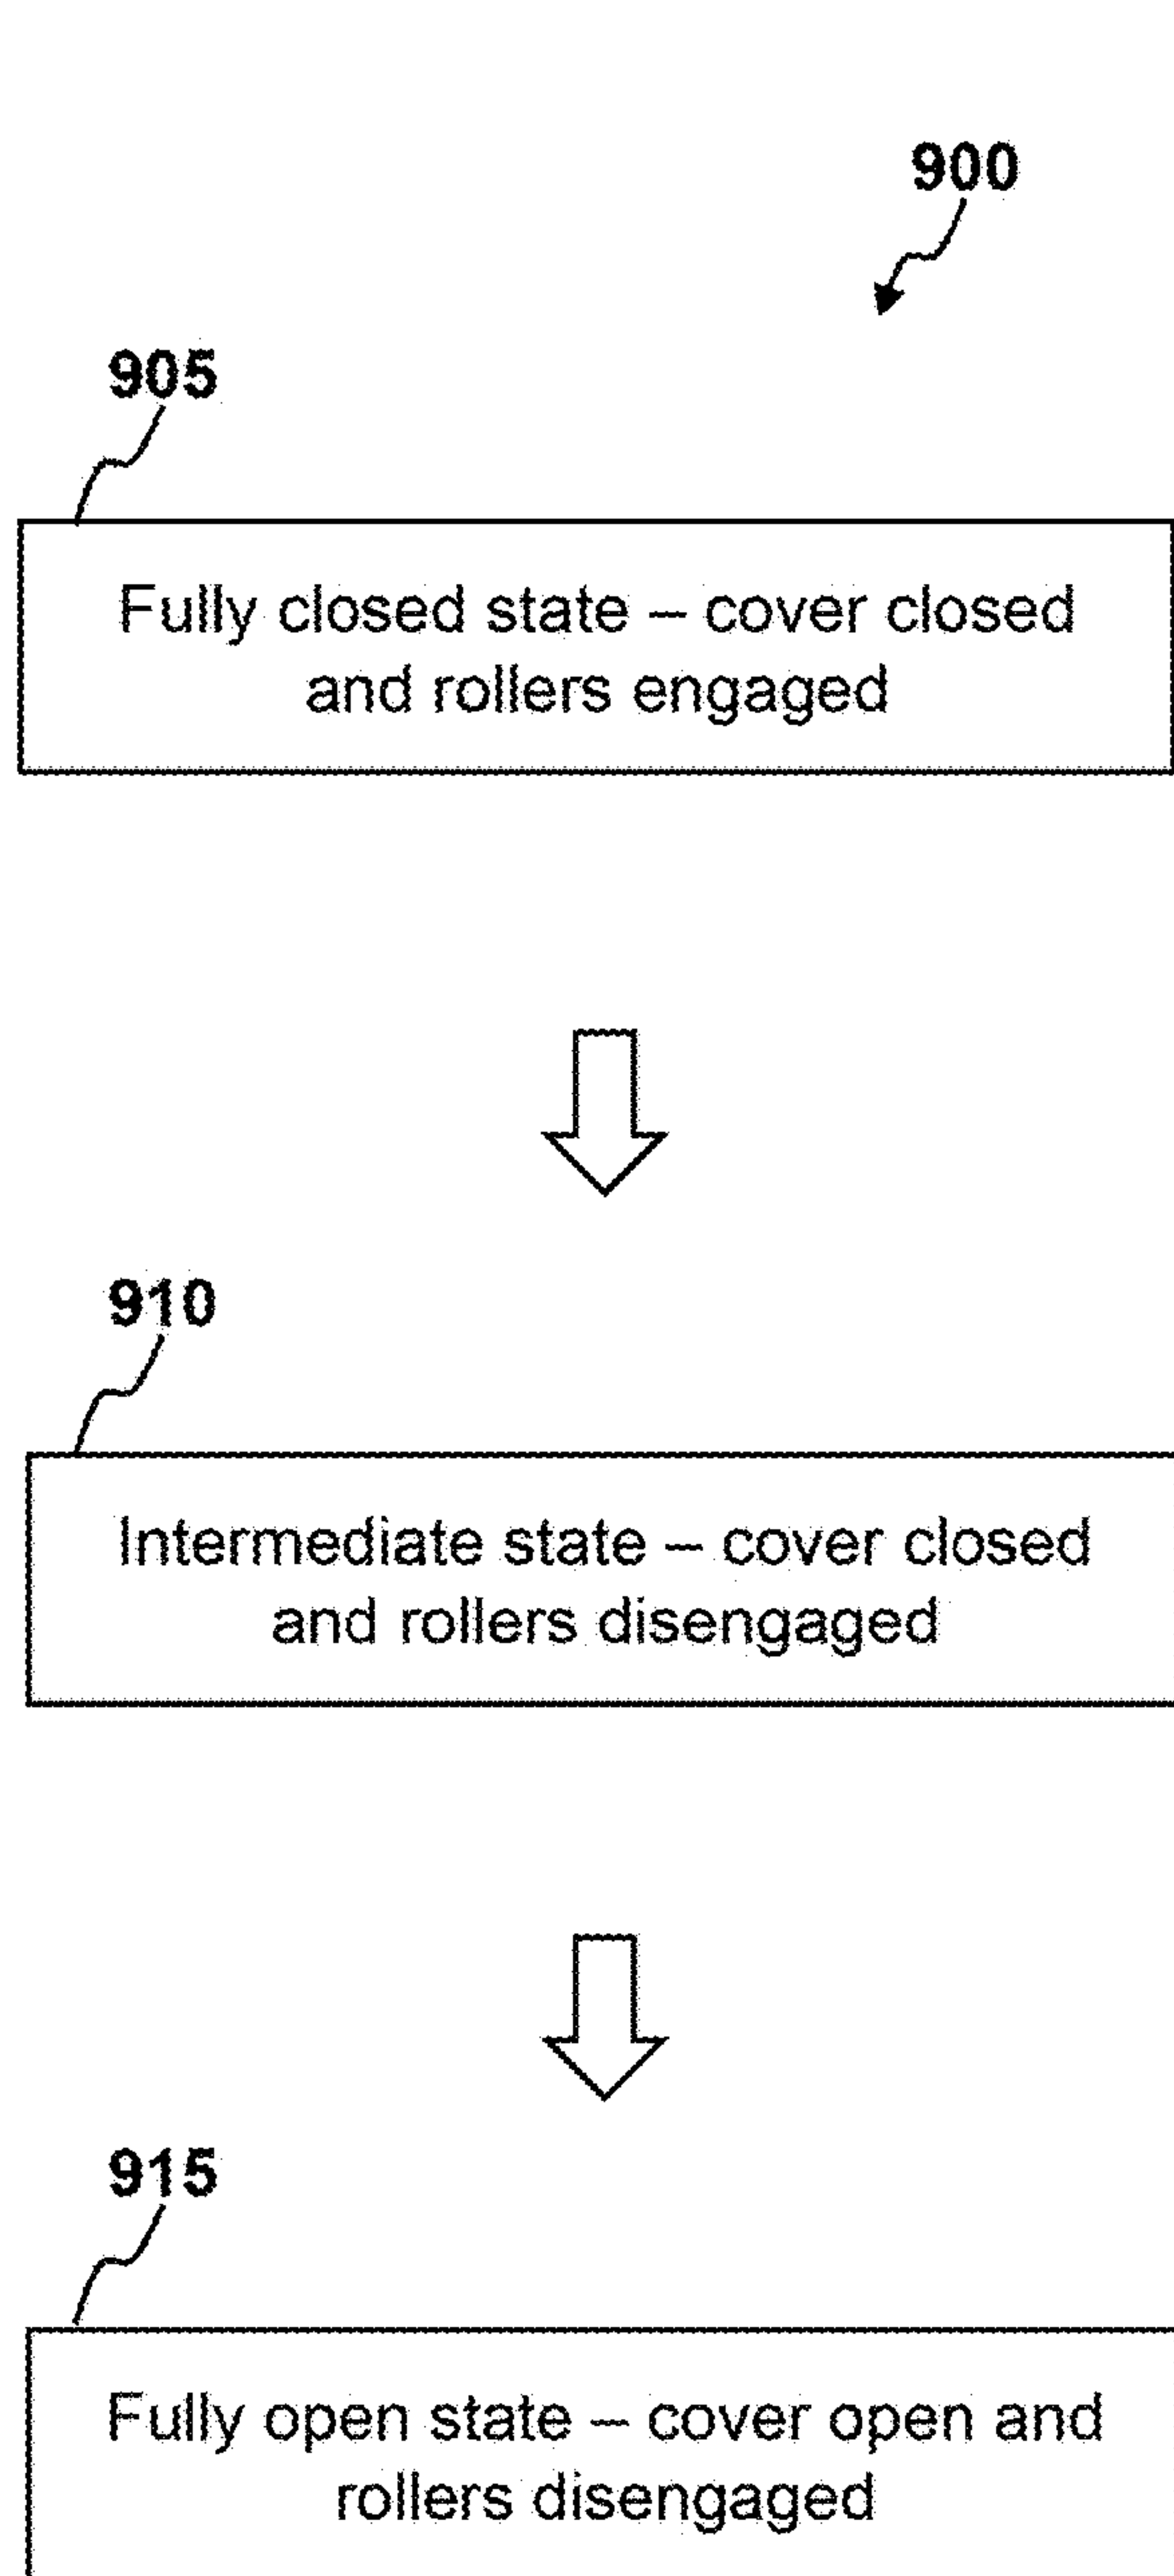 900
905
Fully closed state – cover closed
and rollers engaged
910
Intermediate state – cover closed
and rollers disengaged
915
Fully open state – cover open and
rollers disengaged